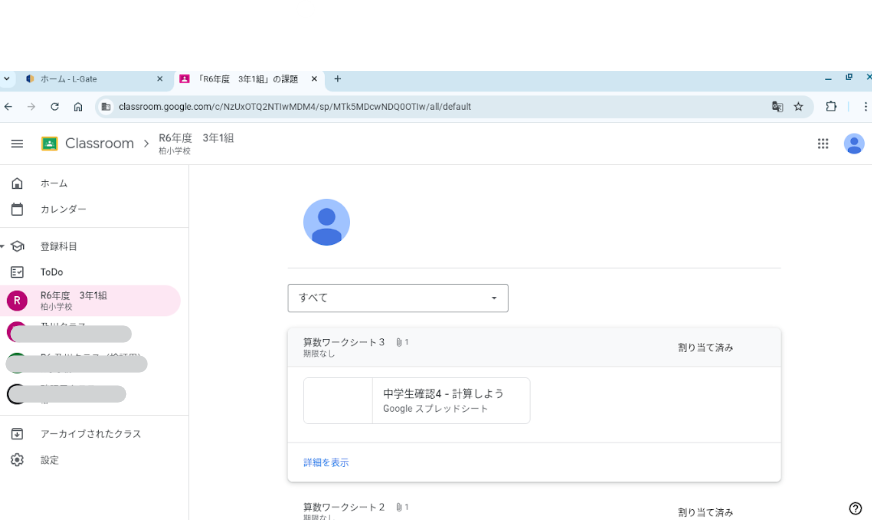 ホーム - L-Gate
「R6年度　3年1組」の課題
classroom.google.com/c/NzUxOTQ2NTIwMDM4/sp/MTk5MDcwNDQ0OTIw/all/default
Classroom
R6年度　3年1組
柏小学校
ホーム
カレンダー
登録科目
ToDo
R
R6年度　3年1組
柏小学校
アーカイブされたクラス
設定
すべて
算数ワークシート３
1
期限なし
割り当て済み
中学生確認4 - 計算しよう
Google スプレッドシート
詳細を表示
算数ワークシート２
1
期限なし
割り当て済み